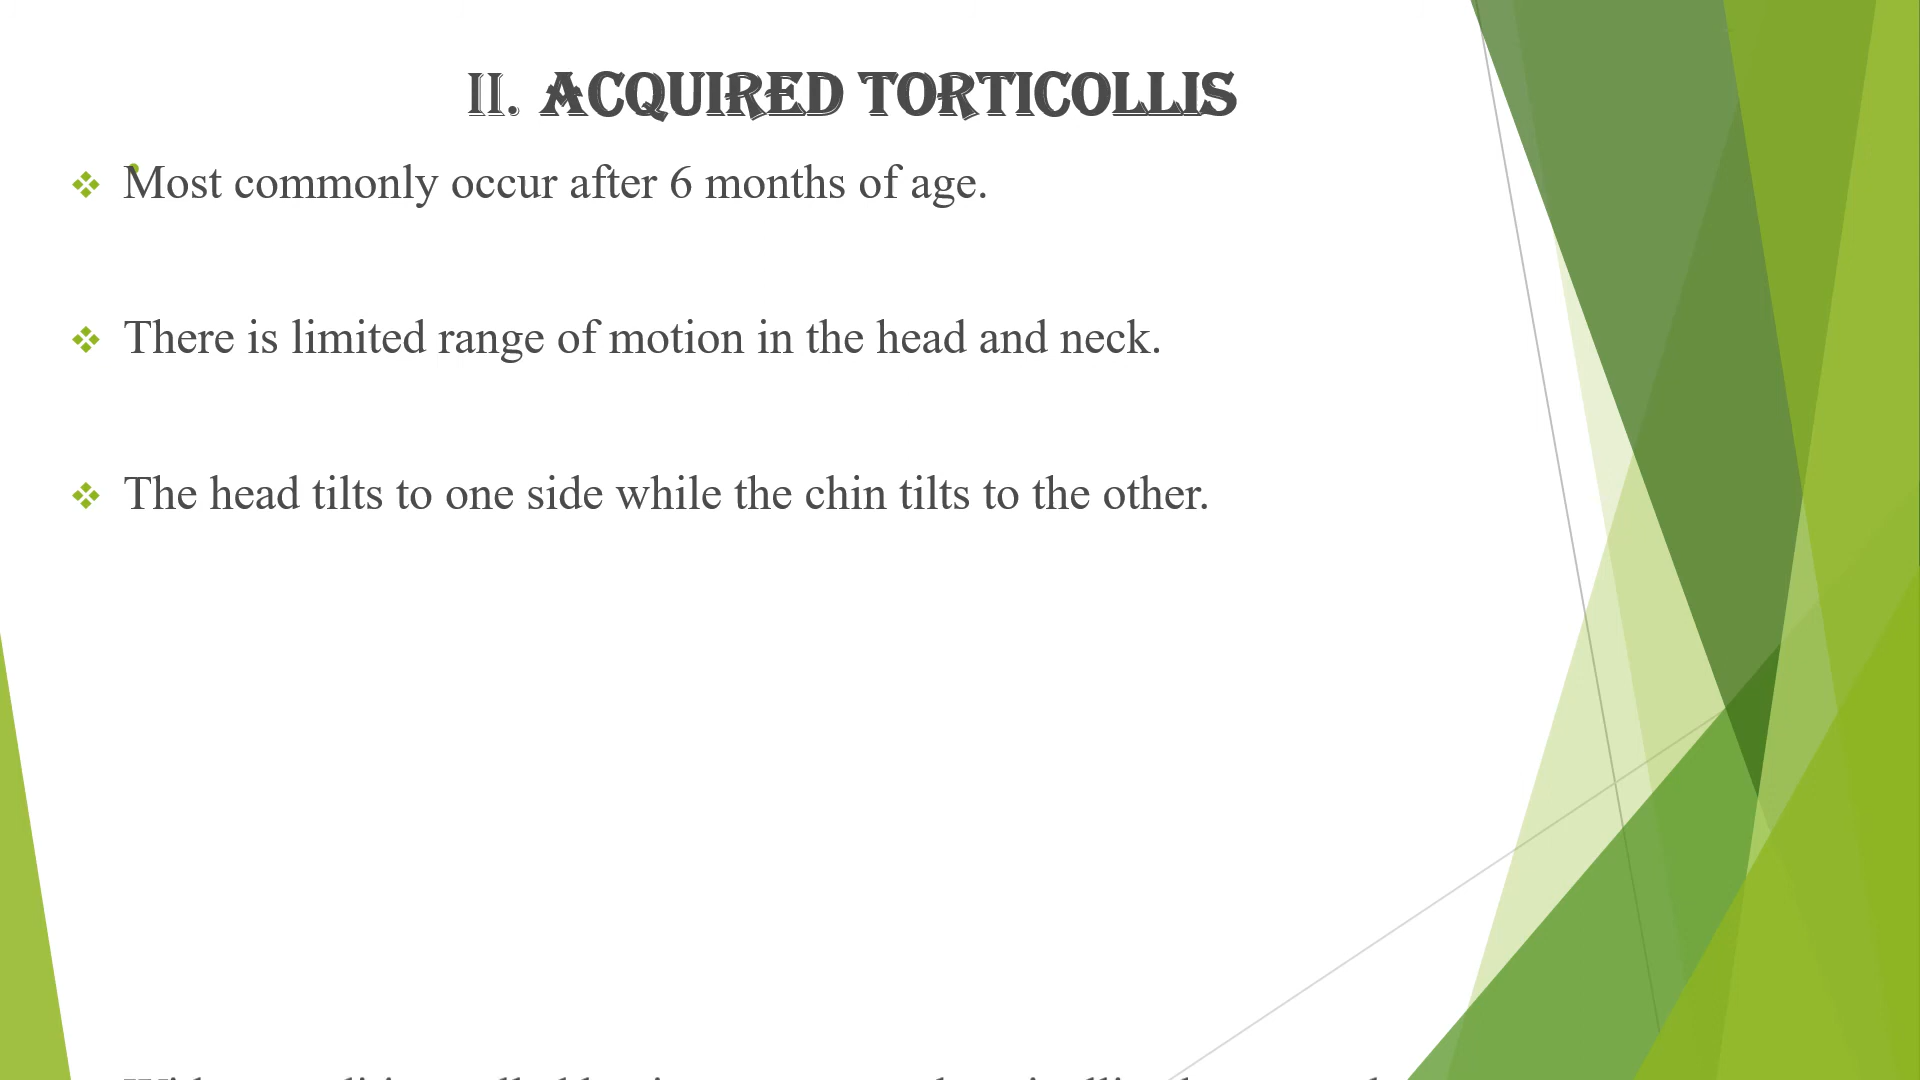 II. ACQUIRED TORTICOLLIS
Most commonly occur after 6 months of age.
There is limited range of motion in the head and neck.
The head tilts to one side while the chin tilts to the other.